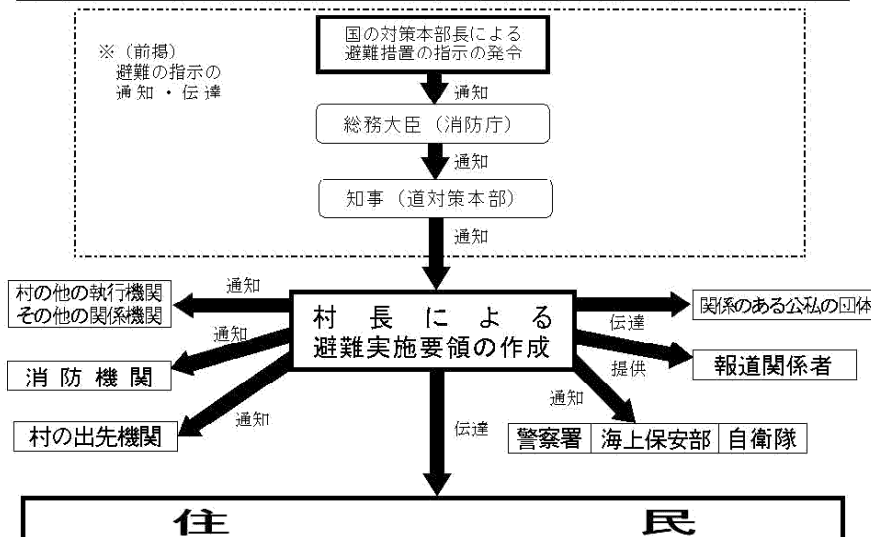 国の対策本部長による
避難措置の指示の発令
※（前掲）
避難の指示の
通知・伝達
通知
総務大臣（消防庁）
通知
知事（道対策本部）
通知
村の他の執行機関
その他の関係機関
通知
村長による
避難実施要領の作成
伝達
関係のある公私の団体
通知
消防機関
提供
報道関係者
通知
村の出先機関
伝達
通知
警察署 海上保安部 自衛隊
住民